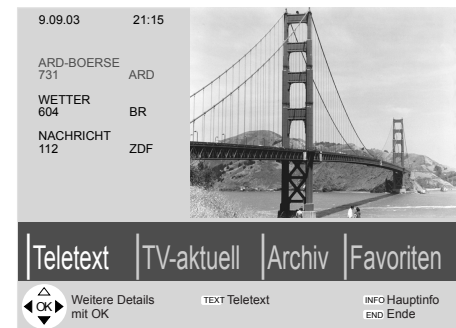 9.09.03 21:15
ARD-BOERSE
731 ARD
WETTER
604 BR
NACHRICHT
112 ZDF
Teletext TV-aktuell Archiv Favoriten
OK Weitere Details mit OK
TEXT Teletext
INFO Hauptinfo
END Ende